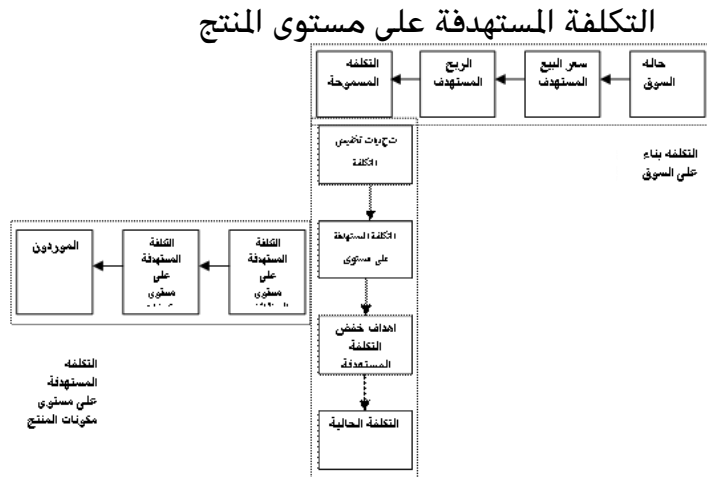 التكلفة المستهدفة على مستوى المنتج
حاله
السوق
سعر البيع
المستهدف
الربح
المستهدف
التكلفه
المسموحة
التكلفه بناء
على السوق
تحديات تخفيض
التكلفة
التكلفة المستهدفة
على مستوى
اهداف خفض
التكلفة
المستهدفة
التكلفة الحالية
التكلفة
المستهدفة
على
مستوى
التكلفة
المستهدفة
على
مستوى
الموردون
التكلفه
المستهدفة
على مستوى
مكونات المنتج